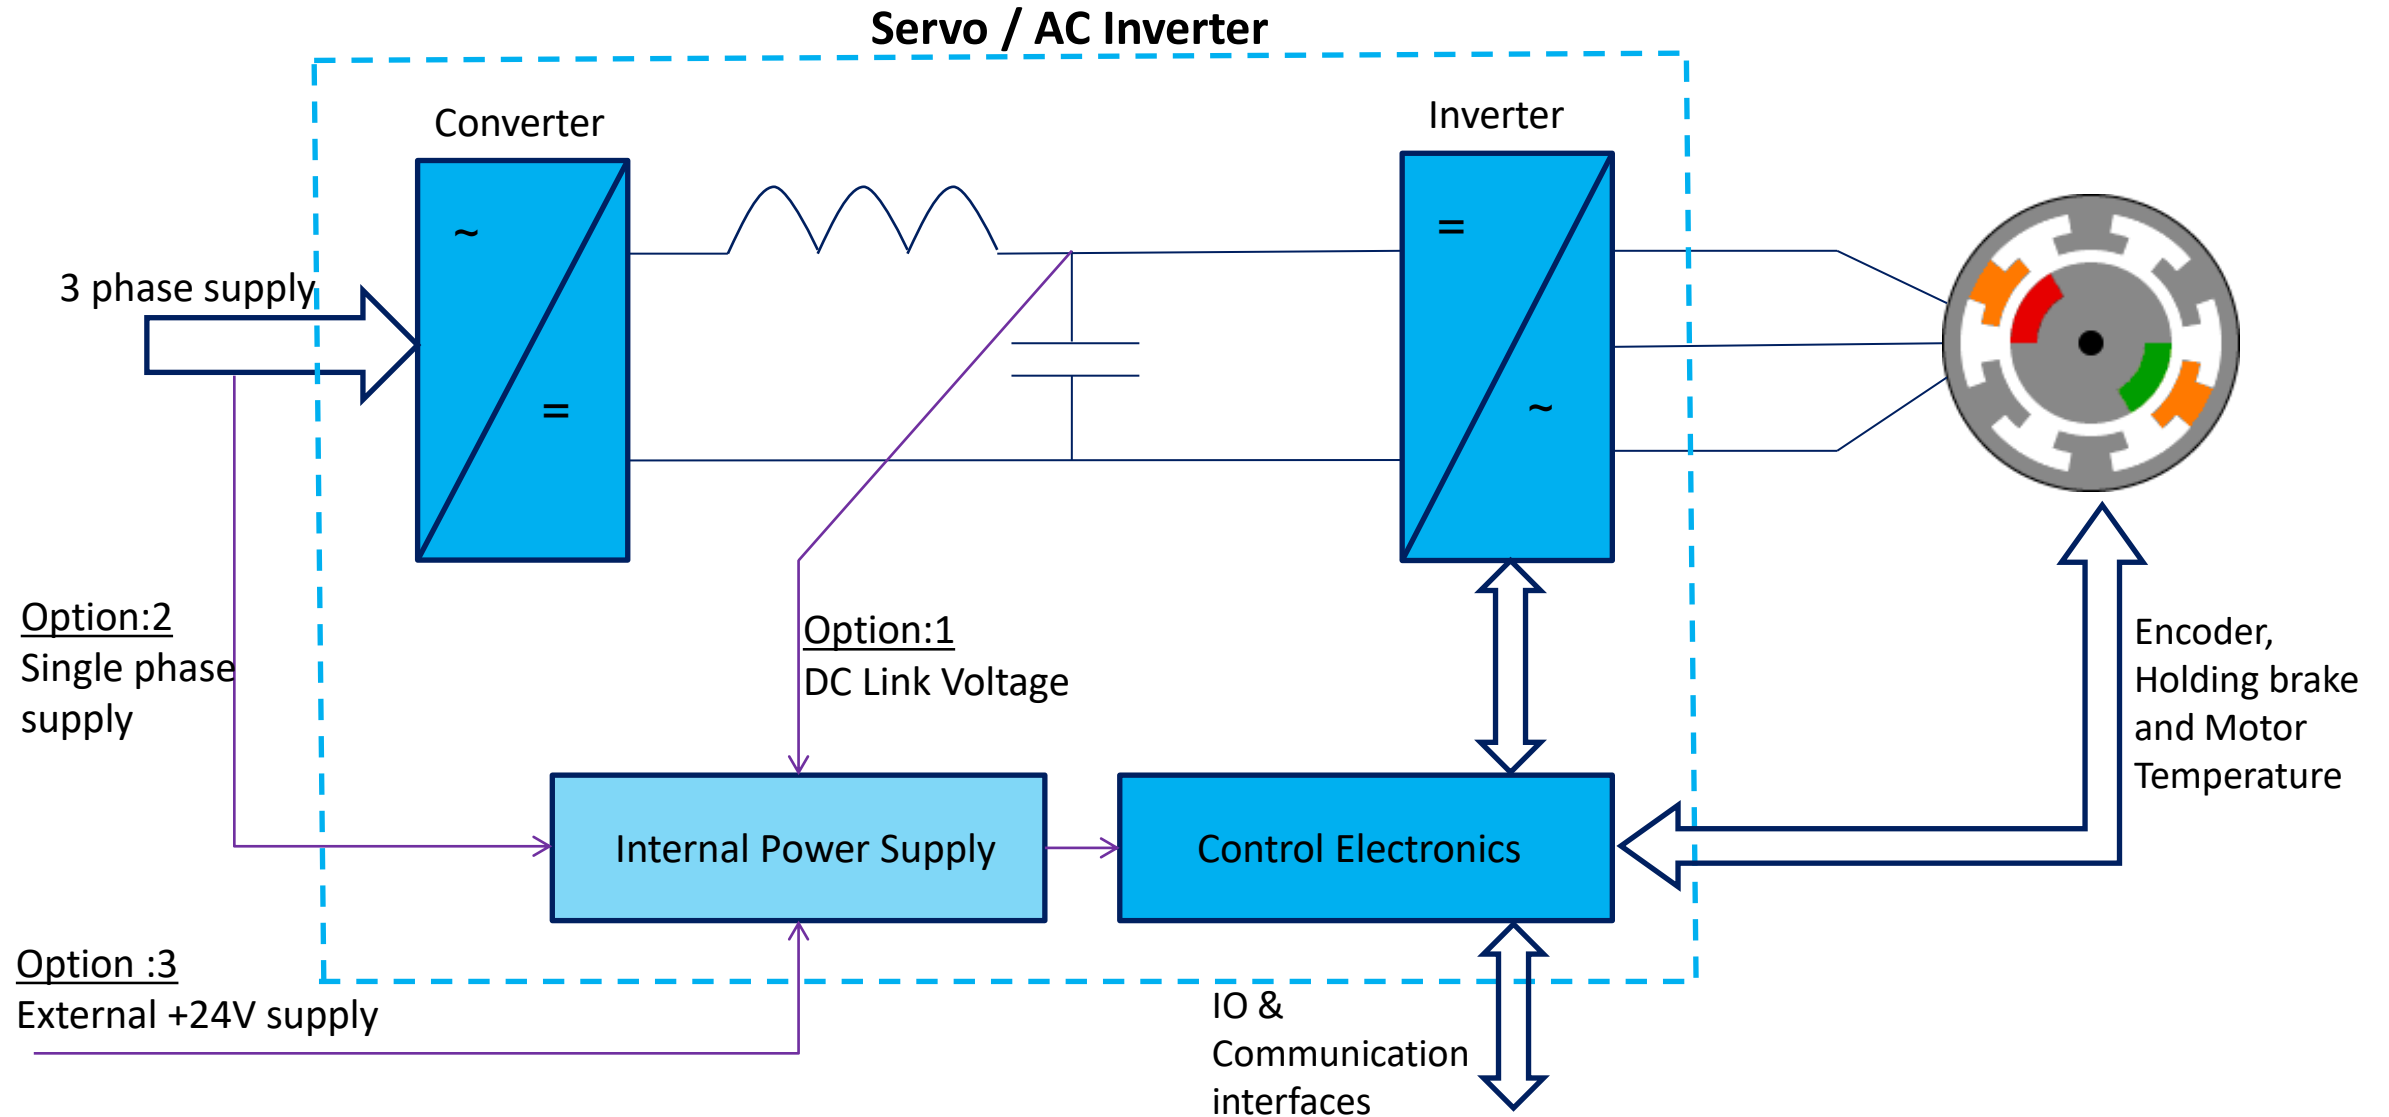 Servo / AC Inverter
Converter
Inverter
~
=
=
~
3 phase supply
Option:2
Single phase
supply
Option:1
DC Link Voltage
Encoder,
Holding brake
and Motor
Temperature
Internal Power Supply
Control Electronics
Option :3
External +24V supply
IO &
Communication
interfaces